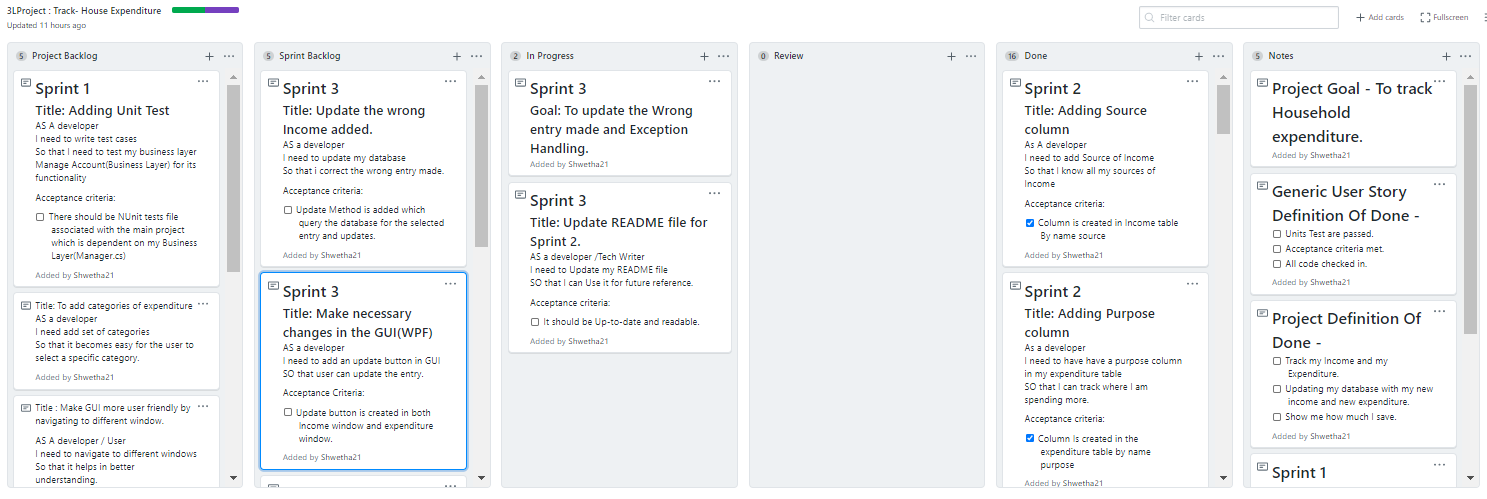 3LProject : Track- House Expenditure
Updated 11 hours ago
Filter cards
Add cards
Fullscreen
5 Project Backlog
Sprint 1
Title: Adding Unit Test
AS A developer
I need to write test cases
So that I need to test my business layer
Manage Account(Business Layer) for its
functionality
Acceptance criteria:
There should be NUnit tests file
associated with the main project
which is dependent on my Business
Layer(Manager.cs)
Added by Shwetha21
Title: To add categories of expenditure
AS a developer
I need add set of categories
So that it becomes easy for the user to
select a specific category.
Added by Shwetha21
Title : Make GUI more user friendly by
navigating to different window.
AS A developer / User
I need to navigate to different windows
So that it helps in better
understanding.
5 Sprint Backlog
Sprint 3
Title: Update the wrong
Income added.
AS a developer
I need to update my database
So that i correct the wrong entry made.
Acceptance criteria:
Update Method is added which
query the database for the selected
entry and updates.
Added by Shwetha21
Sprint 3
Title: Make necessary
changes in the GUI(WPF)
AS a developer
I need to add an update button in GUI
SO that user can update the entry.
Acceptance Criteria:
Update button is created in both
Income window and expenditure
window.
Added by Shwetha21
2 In Progress
Sprint 3
Goal: To update the Wrong
entry made and Exception
Handling.
Added by Shwetha21
Sprint 3
Title: Update README file for
Sprint 2.
AS a developer /Tech Writer
I need to Update my README file
SO that I can Use it for future reference.
Acceptance criteria:
It should be Up-to-date and readable.
Added by Shwetha21
0 Review
16 Done
Sprint 2
Title: Adding Source
column
As A developer
I need to add Source of Income
So that I know all my sources of
Income
Acceptance criteria:
Column is created in Income table
By name source
Added by Shwetha21
Sprint 2
Title: Adding Purpose
column
As a developer
I need to have have a purpose column
in my expenditure table
SO that I can track where I am
spending more.
Acceptance criteria:
Column Is created in the
expenditure table by name
purpose
Added by Shwetha21
5 Notes
Project Goal - To track
Household
expenditure.
Added by Shwetha21
Generic User Story
Definition Of Done -
Units Test are passed.
Acceptance criteria met.
All code checked in.
Added by Shwetha21
Project Definition Of
Done -
Track my Income and my
Expenditure.
Updating my database with my new
income and new expenditure.
Show me how much I save.
Added by Shwetha21
Sprint 1